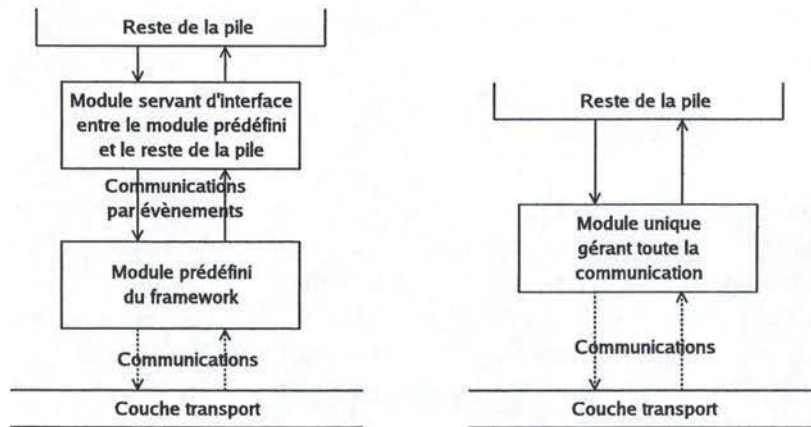 Reste de la pile
Module servant d'interface
entre le module prédéfini
et le reste de la pile
Communications
par évènements
Module prédéfini
du framework
Communications
Couche transport
Reste de la pile
Module unique
gérant toute la
communication
Communications
Couche transport